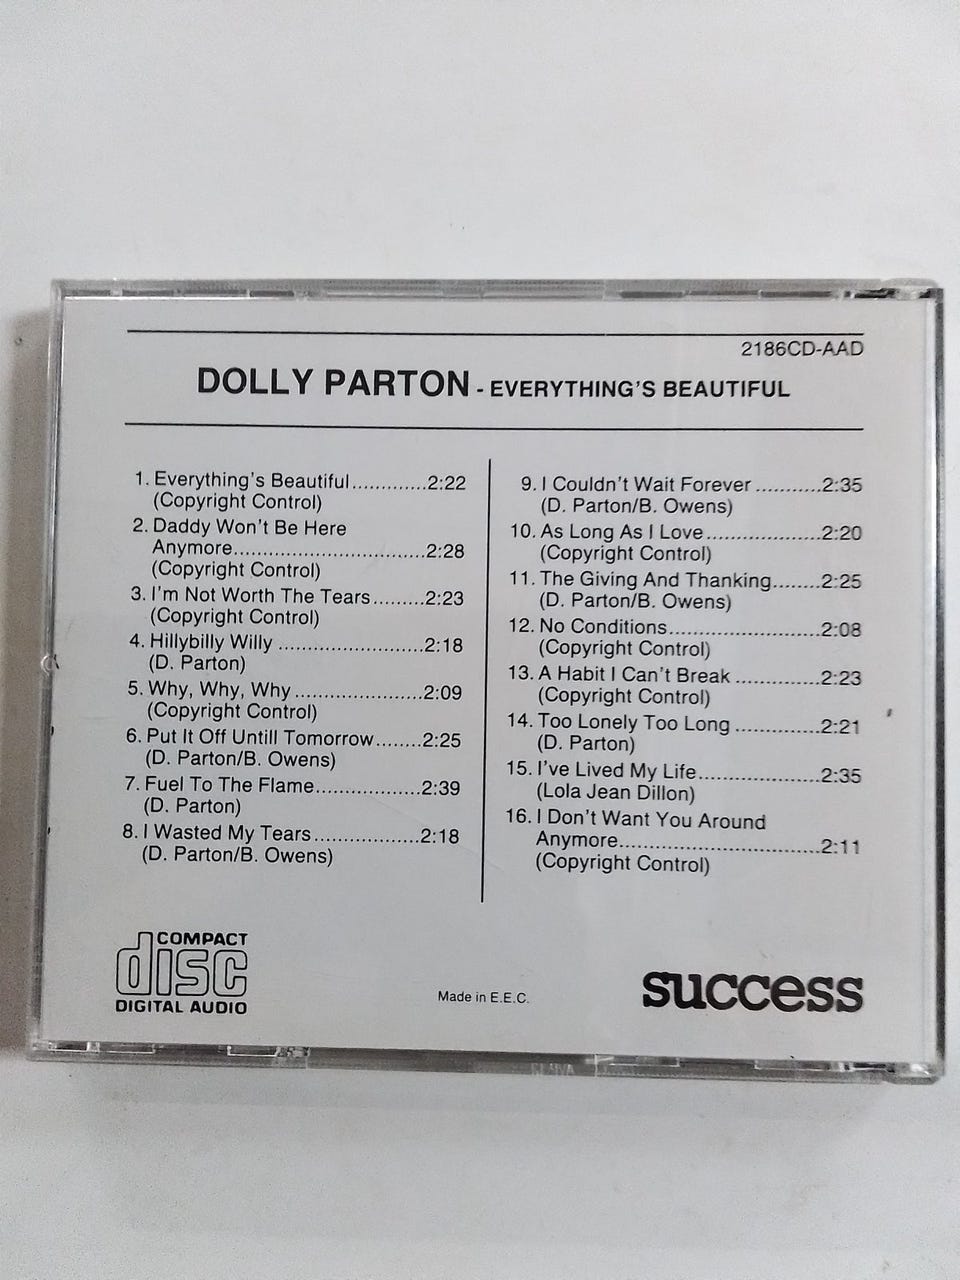 2186CD-AAD
DOLLY PARTON - EVERYTHING'S BEAUTIFUL
1. Everything's Beautiful.............2:22
(Copyright Control)
2. Daddy Won't Be Here
Anymore.................................2:28
(Copyright Control)
3. I'm Not Worth The Tears.........2:23
(Copyright Control)
4. Hillybilly Willy .........................2:18
(D. Parton)
5. Why, Why, Why ......................2:09
(Copyright Control)
6. Put It Off Untill Tomorrow........2:25
(D. Parton/B. Owens)
7. Fuel To The Flame..................2:39
(D. Parton)
8. I Wasted My Tears..................2:18
(D. Parton/B. Owens)
9. I Couldn't Wait Forever ...........2:35
(D. Parton/B. Owens)
10. As Long As I Love....................2:20
(Copyright Control)
11. The Giving And Thanking........2:25
(D. Parton/B. Owens)
12. No Conditions..........................2:08
(Copyright Control)
13. A Habit I Can't Break ..............2:23
(Copyright Control)
14. Too Lonely Too Long ..............2:21
(D. Parton)
15. I've Lived My Life.....................2:35
(Lola Jean Dillon)
16. I Don't Want You Around
Anymore...................................2:11
(Copyright Control)
COMPACT
disc
DIGITAL AUDIO
Made in E.E.C.
success